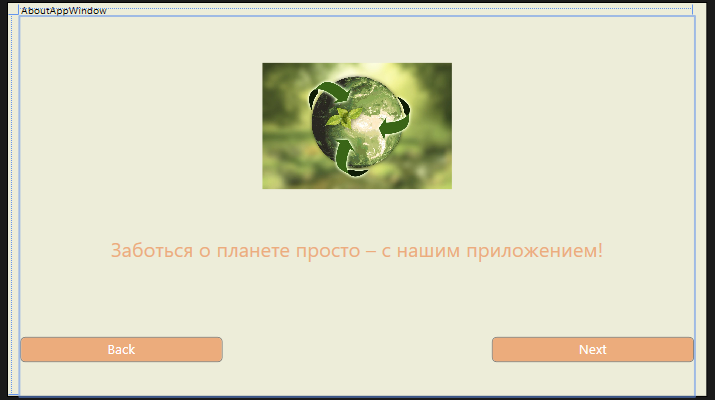 AboutAppWindow
Заботься о планете просто – с нашим приложением!
Back
Next